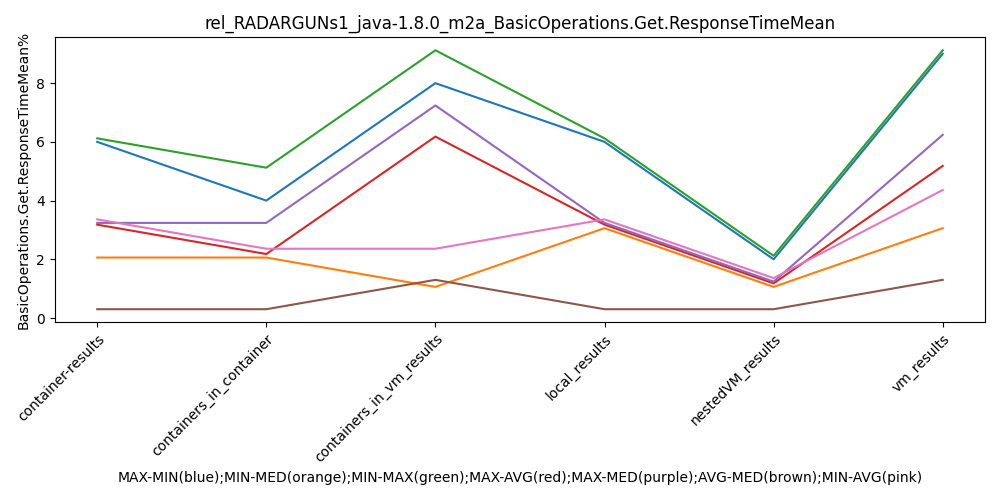 rel_RADARGUNs1_java-1.8.0_m2a_BasicOperations.Get.ResponseTimeMean
BasicOperations.Get.ResponseTimeMean%
8
6
4
2
0
container-results
containers_in_container
containers_in_vm_results
local_results
nestedVM_results
vm_results
MAX-MIN(blue);MIN-MED(orange);MIN-MAX(green);MAX-AVG(red);MAX-MED(purple);AVG-MED(brown);MIN-AVG(pink)